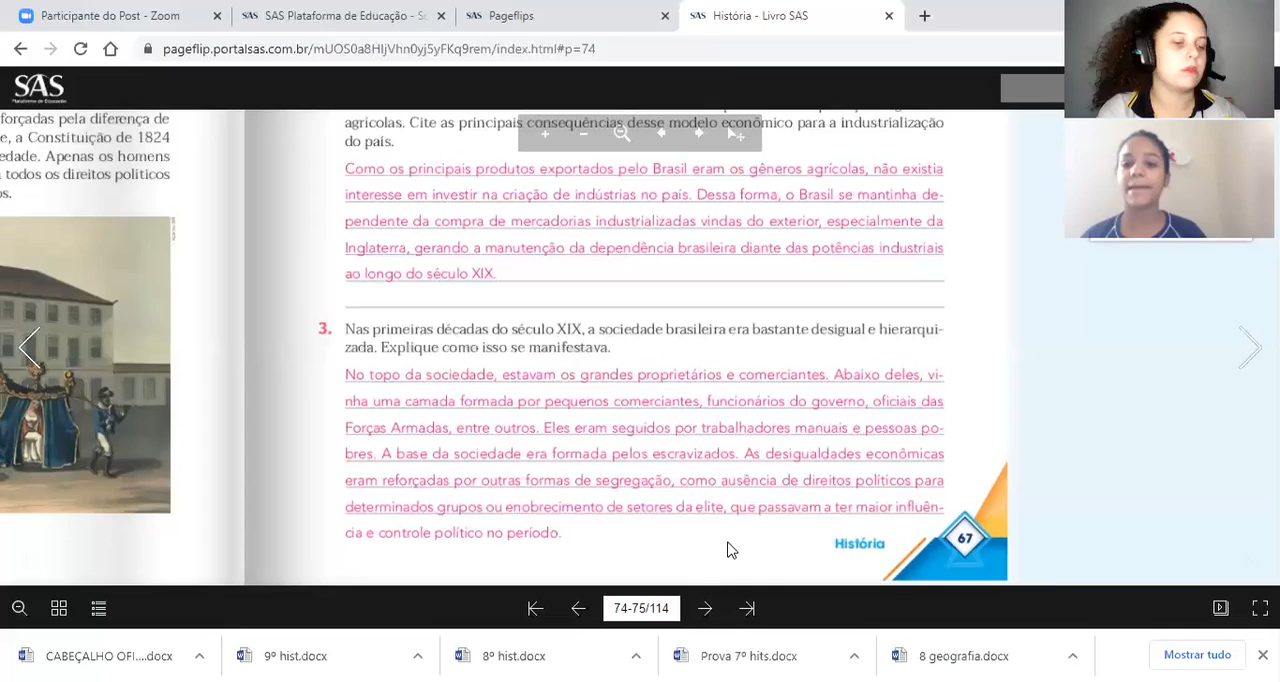 Participante do Post - Zoom
SAS SAS Plataforma de Educação - S
SAS Pageflips
SAS História - Livro SAS
pageflip.portalsas.com.br/mUOS0a8HIjVhn0yj5yFKq9rem/index.html#p=74
SAS
Plataforma de Educação
forçadas pela diferença de
e, a Constituição de 1824
edade. Apenas os homens
todos os direitos políticos
s.
agrícolas. Cite as principais consequências desse modelo econômico para a industrialização
do país.
Como os principais produtos exportados pelo Brasil eram os gêneros agrícolas, não existia
interesse em investir na criação de indústrias no país. Dessa forma, o Brasil se mantinha de-
pendente da compra de mercadorias industrializadas vindas do exterior, especialmente da
Inglaterra, gerando a manutenção da dependência brasileira diante das potências industriais
ao longo do século XIX.
3. Nas primeiras décadas do século XIX, a sociedade brasileira era bastante desigual e hierarqui-
zada. Explique como isso se manifestava.
No topo da sociedade, estavam os grandes proprietários e comerciantes. Abaixo deles, vi-
nha uma camada formada por pequenos comerciantes, funcionários do governo, oficiais das
Forças Armadas, entre outros. Eles eram seguidos por trabalhadores manuais e pessoas po-
bres. A base da sociedade era formada pelos escravizados. As desigualdades econômicas
eram reforçadas por outras formas de segregação, como ausência de direitos políticos para
determinados grupos ou enobrecimento de setores da elite, que passavam a ter maior influên-
cia e controle político no período.
História
67
74-75/114
CABEÇALHO OFI....docx
9º hist.docx
8º hist.docx
Prova 7º hits.docx
8 geografia.docx
Mostrar tudo